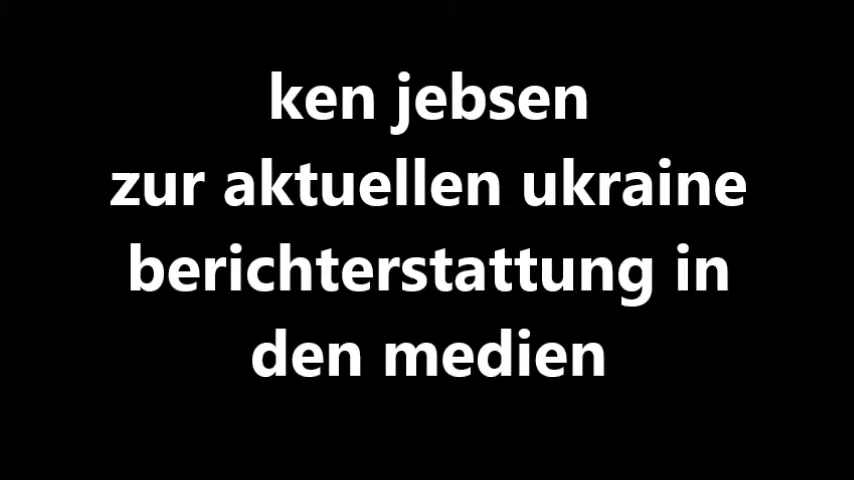 ken jebsen
zur aktuellen ukraine
berichterstattung in
den medien